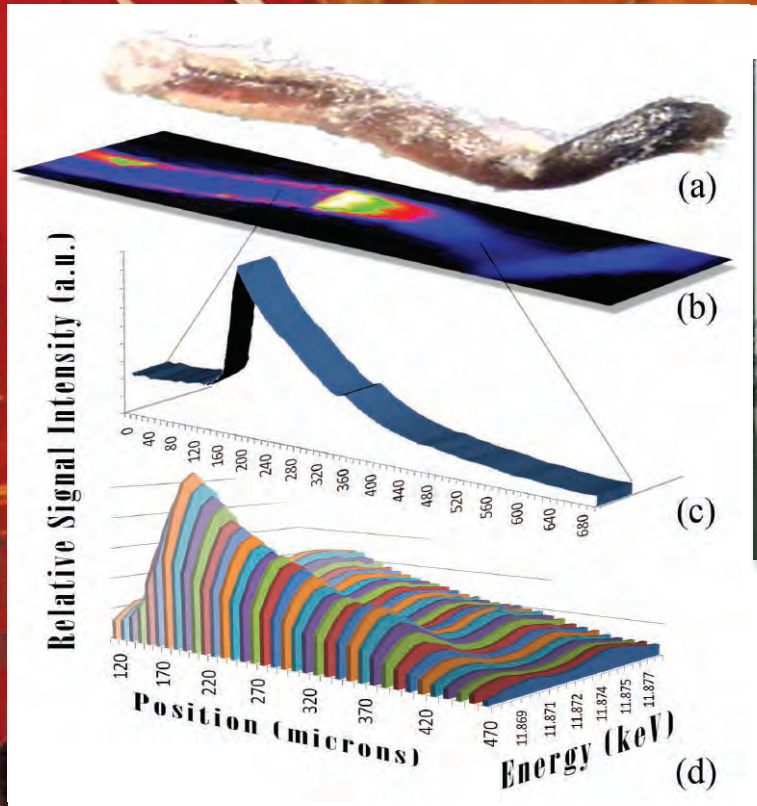 (a)
(b)
Relative Signal Intensity (a.u.)
0 40 80 120 160 200 240 280 320 360 400 440 480 520 560 600 640 680
(c)
120 170 220 270 320 370 420 470
Position (microns)
11.869 11.871 11.872 11.874 11.875 11.877
Energy (keV)
(d)